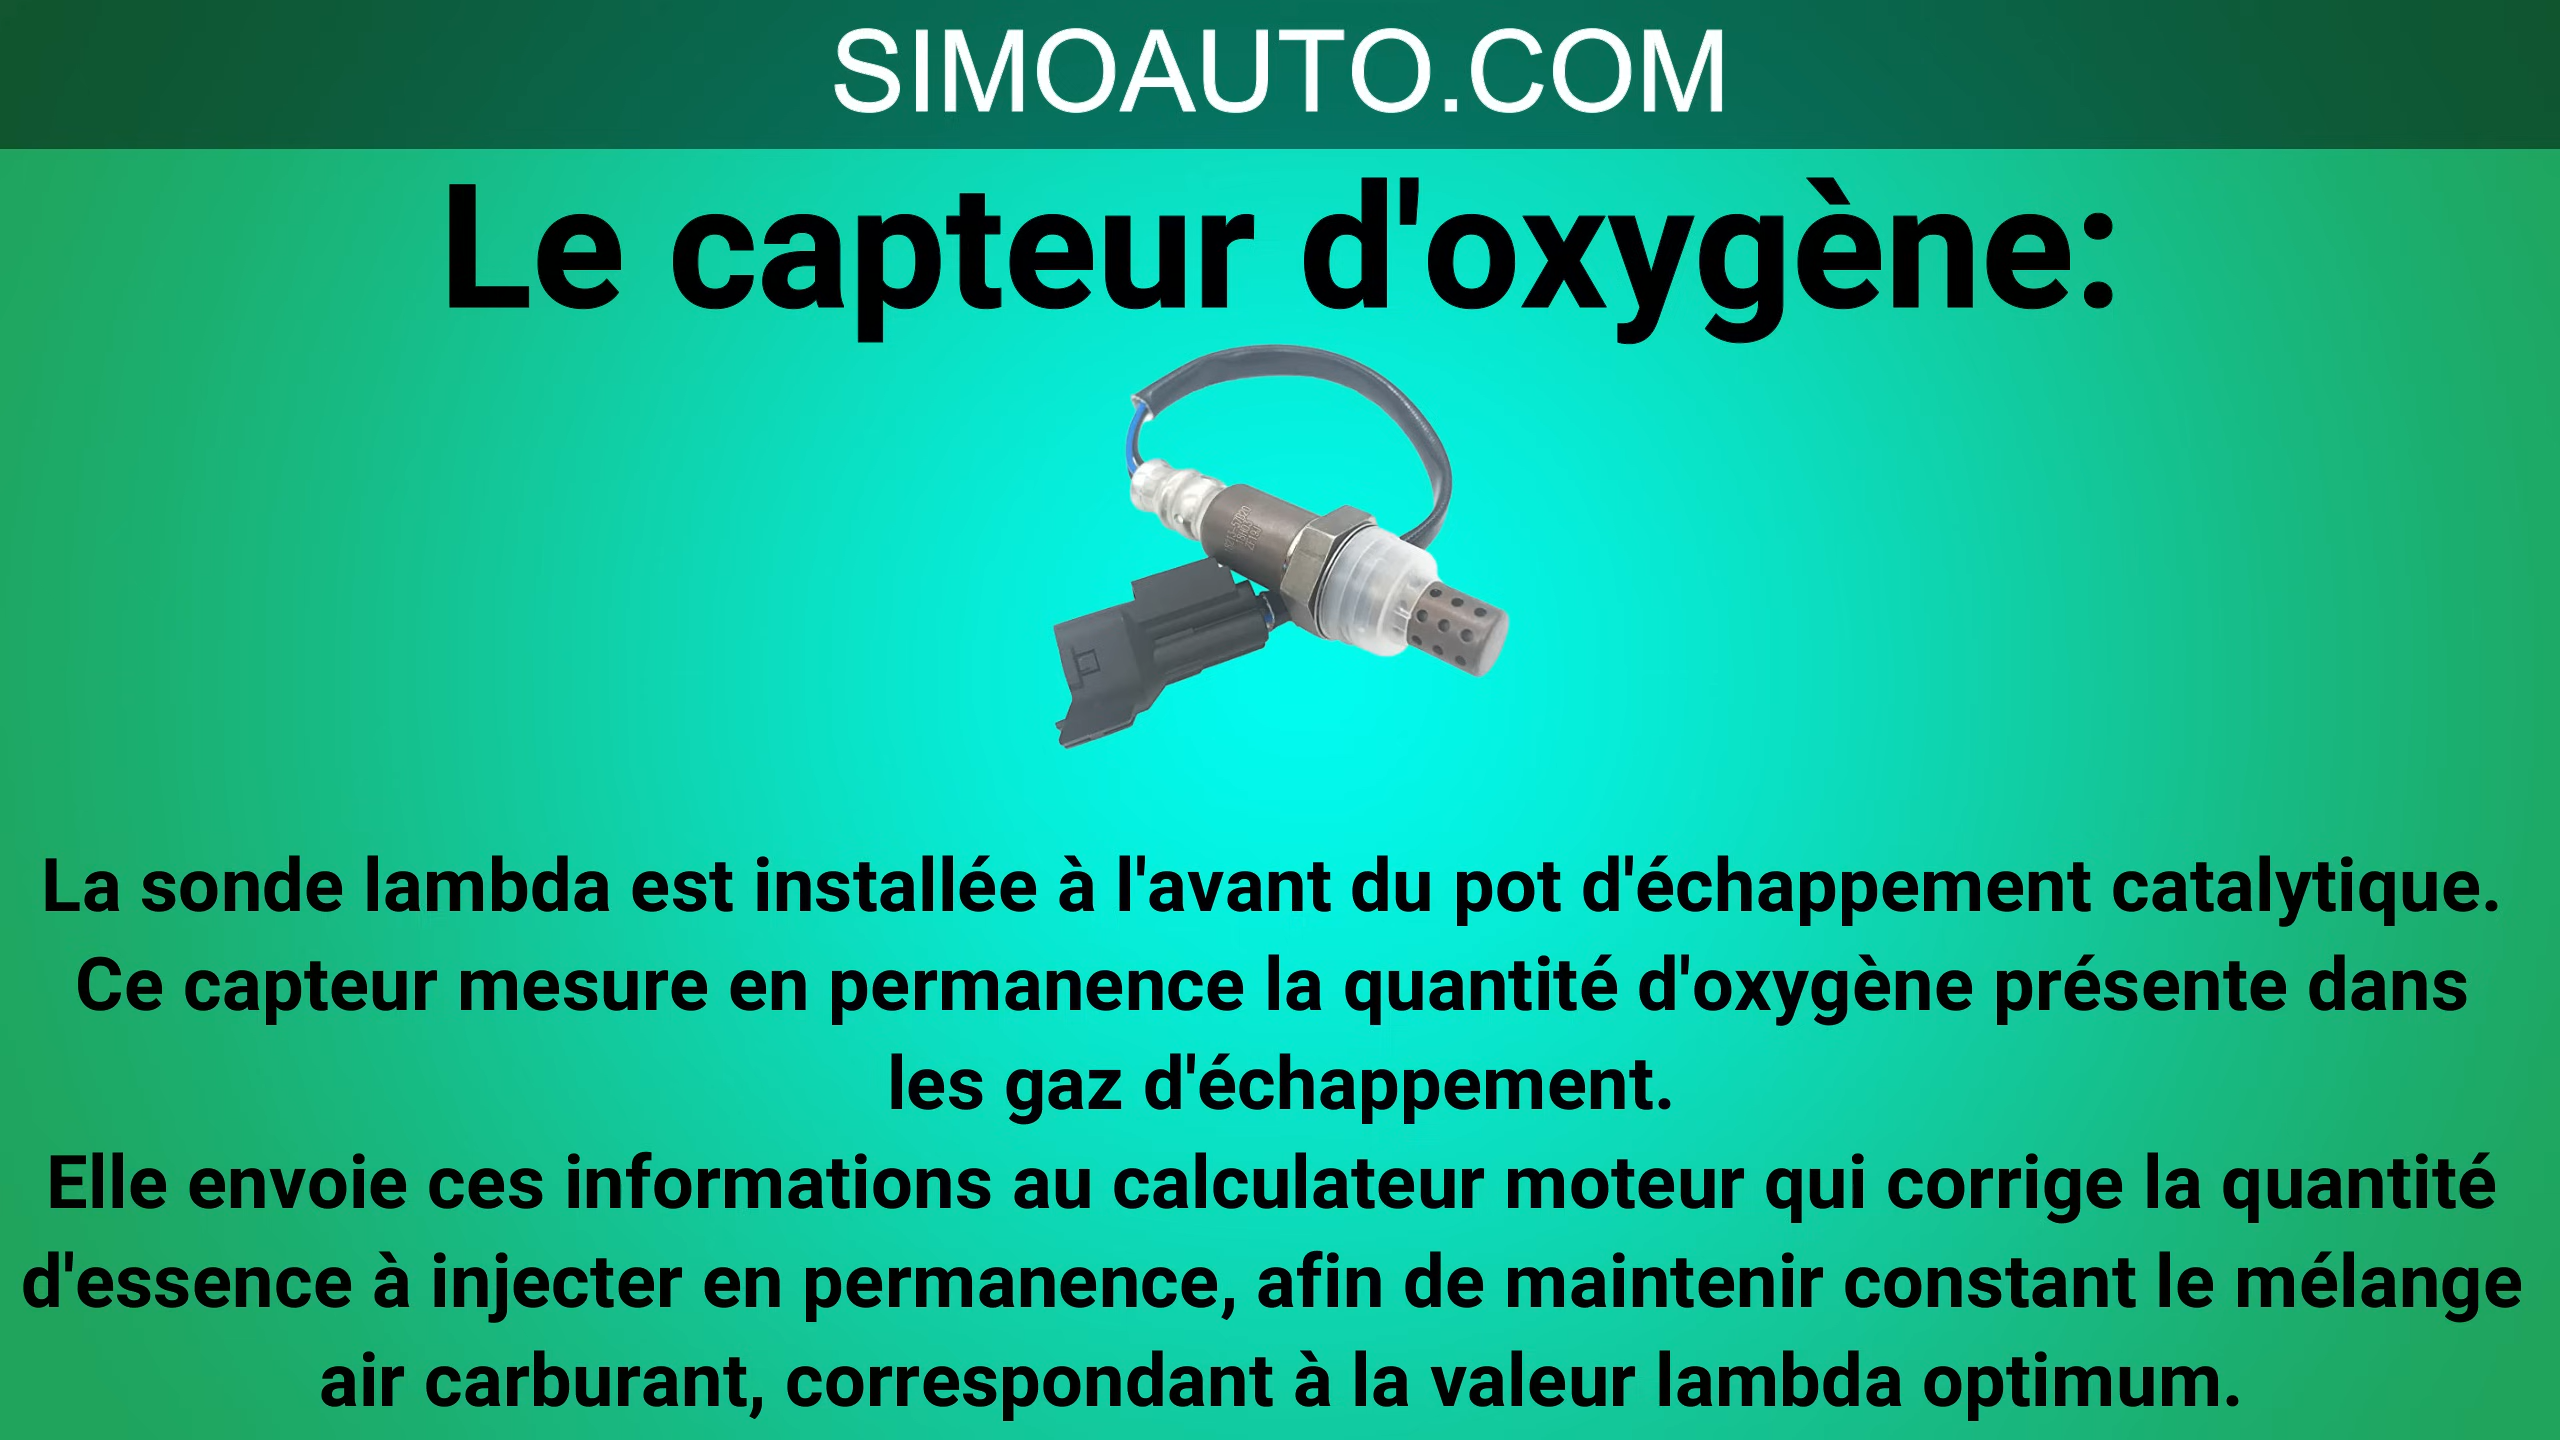 SIMOAUTO.COM
Le capteur d'oxygène:
La sonde lambda est installée à l'avant du pot d'échappement catalytique.
Ce capteur mesure en permanence la quantité d'oxygène présente dans
les gaz d'échappement.
Elle envoie ces informations au calculateur moteur qui corrige la quantité
d'essence à injecter en permanence, afin de maintenir constant le mélange
air carburant, correspondant à la valeur lambda optimum.